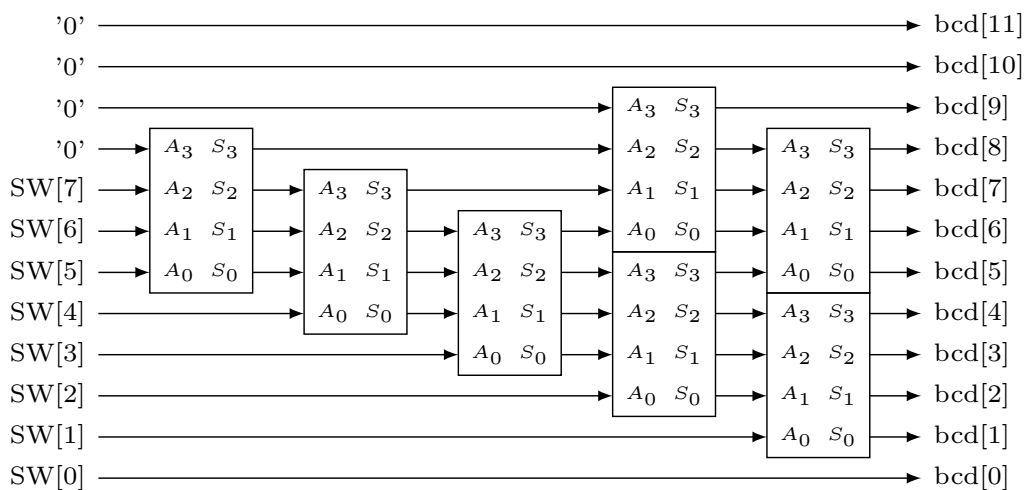 '0' bcd[11]
'0' bcd[10]
'0' A3 S3 bcd[9]
'0' A3 S3 A2 S2 A3 S3 bcd[8]
SW[7] A2 S2 A3 S3 A1 S1 A2 S2 bcd[7]
SW[6] A1 S1 A2 S2 A3 S3 A0 S0 A1 S1 bcd[6]
SW[5] A0 S0 A1 S1 A2 S2 A3 S3 A0 S0 bcd[5]
SW[4] A0 S0 A1 S1 A2 S2 A3 S3 bcd[4]
SW[3] A0 S0 A1 S1 A2 S2 bcd[3]
SW[2] A0 S0 A1 S1 bcd[2]
SW[1] A0 S0 bcd[1]
SW[0] bcd[0]